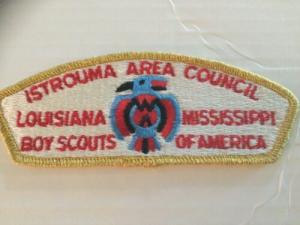 ISTROUMA AREA COUNCIL
LOUISIANA MISSISSIPPI
BOY SCOUTS OF AMERICA